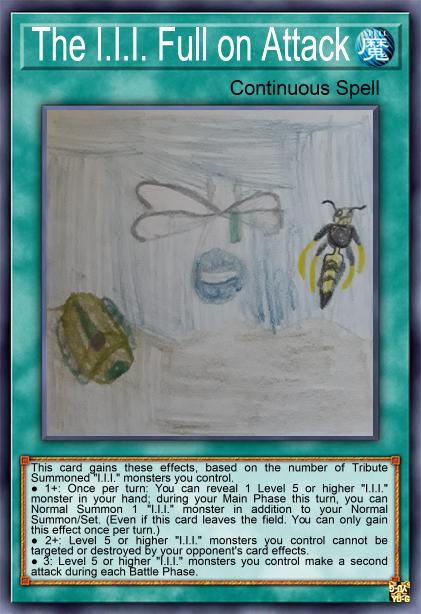 The I.I.I. Full on Attack
SPELL
魔
Continuous Spell
This card gains these effects, based on the number of Tribute
Summoned "I.I.I." monsters you control.
● 1+: Once per turn: You can reveal 1 Level 5 or higher "I.I.I."
monster in your hand; during your Main Phase this turn, you can
Normal Summon 1 "I.I.I." monster in addition to your Normal
Summon/Set. (Even if this card leaves the field. You can only gain
this effect once per turn.)
● 2+: Level 5 or higher "I.I.I." monsters you control cannot be
targeted or destroyed by your opponent's card effects.
● 3: Level 5 or higher "I.I.I." monsters you control make a second
attack during each Battle Phase.